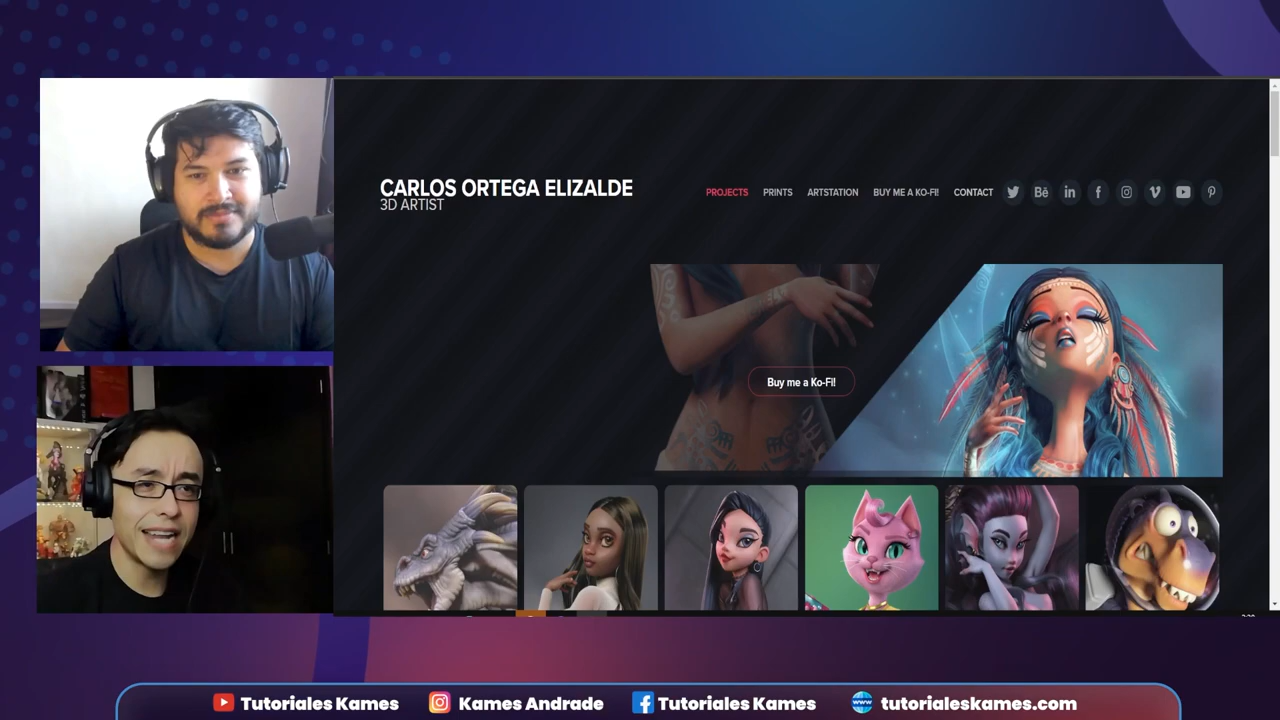 CARLOS ORTEGA ELIZALDE
3D ARTIST
PROJECTS PRINTS ARTSTATION BUY ME A KO-FI! CONTACT
Buy me a Ko-Fi!
Tutoriales Kames Kames Andrade Tutoriales Kames tutorialeskames.com